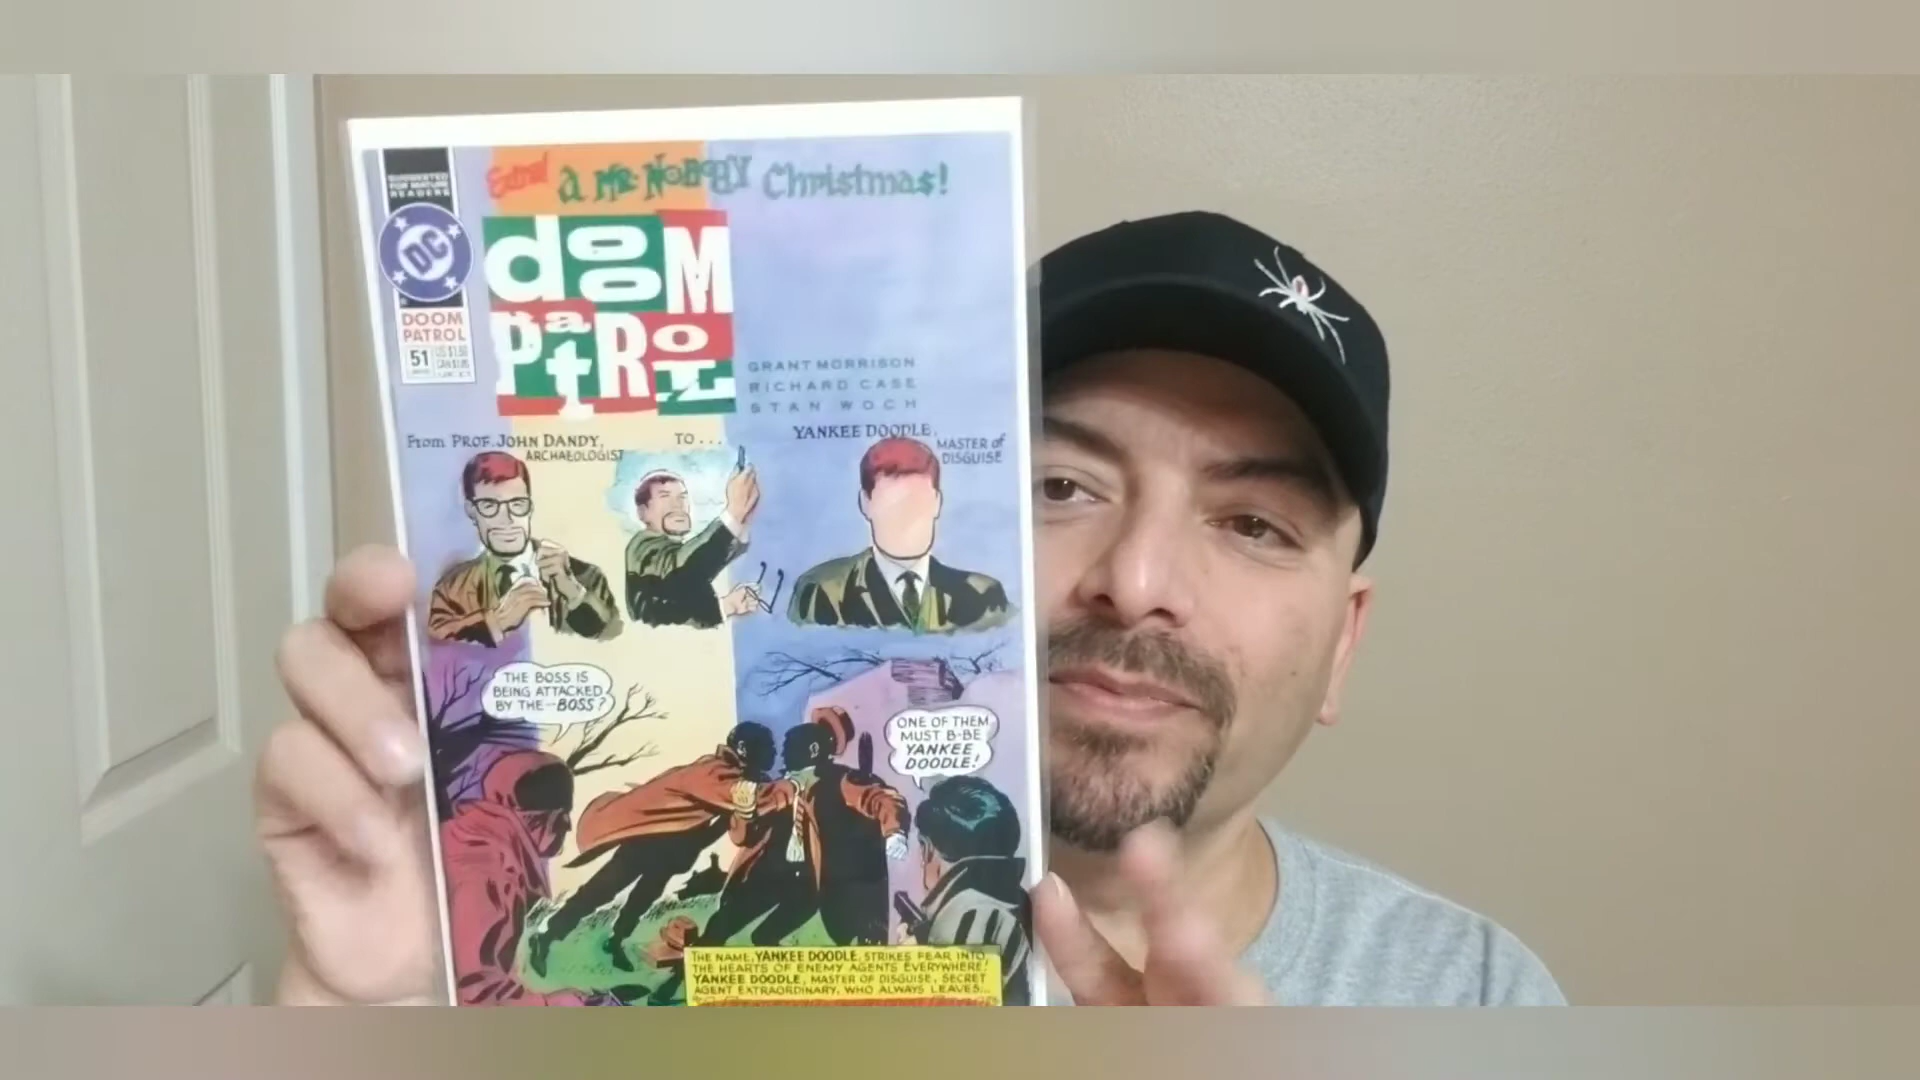 Extra! A MR. NOBODY Christmas!
SUGGESTED
FOR MATURE
READERS
DC
DOOM
PATROL
51
US $1.50
dOOM
PatRoL
GRANT MORRISON
RICHARD CASE
STAN WOCH
From PROF. JOHN DANDY,
ARCHAEOLOGIST
TO...
YANKEE DOODLE,
MASTER of
DISGUISE
THE BOSS IS
BEING ATTACKED
BY THE--BOSS?
ONE OF THEM
MUST B-BE
YANKEE
DOODLE!
THE NAME, YANKEE DOODLE, STRIKES FEAR INTO
THE HEARTS OF ENEMY AGENTS EVERYWHERE!
YANKEE DOODLE, MASTER OF DISGUISE, SECRET
AGENT EXTRAORDINARY, WHO ALWAYS LEAVES...